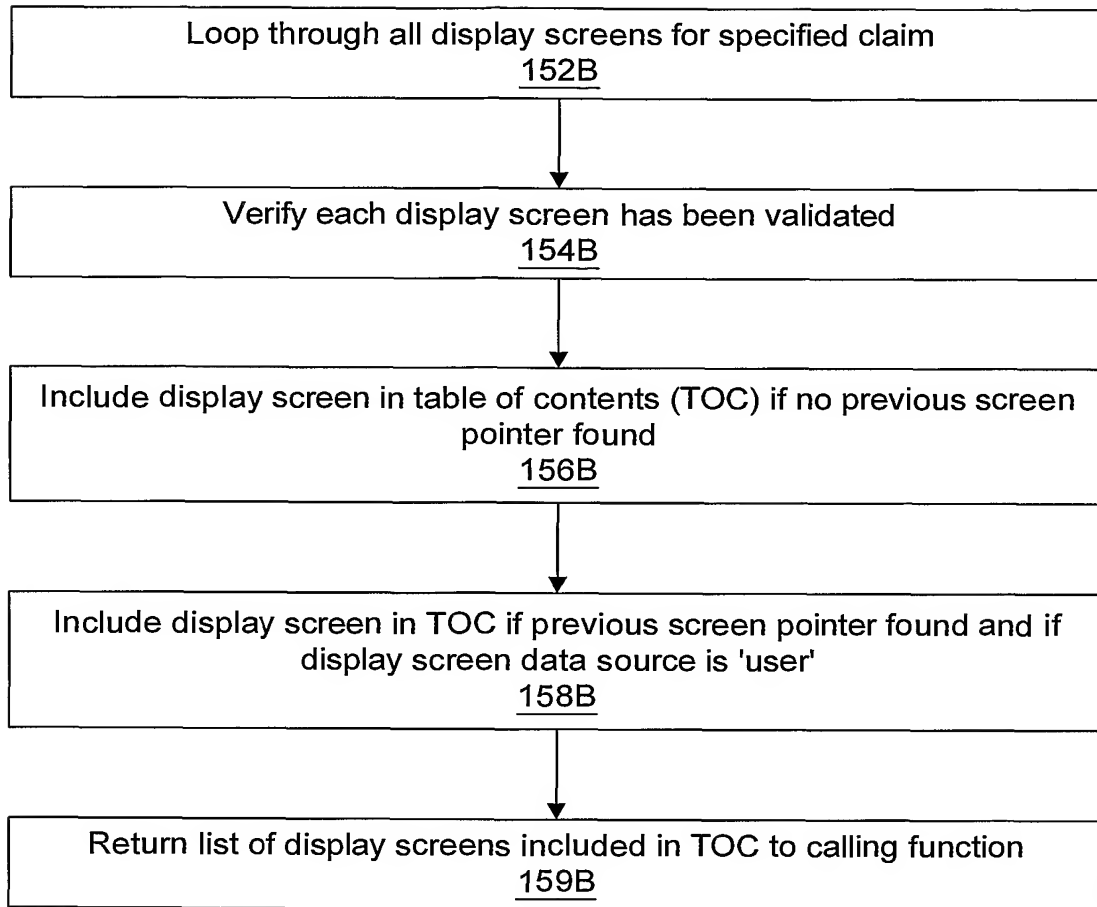 Loop through all display screens for specified claim
152B
Verify each display screen has been validated
154B
Include display screen in table of contents (TOC) if no previous screen
pointer found
156B
Include display screen in TOC if previous screen pointer found and if
display screen data source is 'user'
158B
Return list of display screens included in TOC to calling function
159B